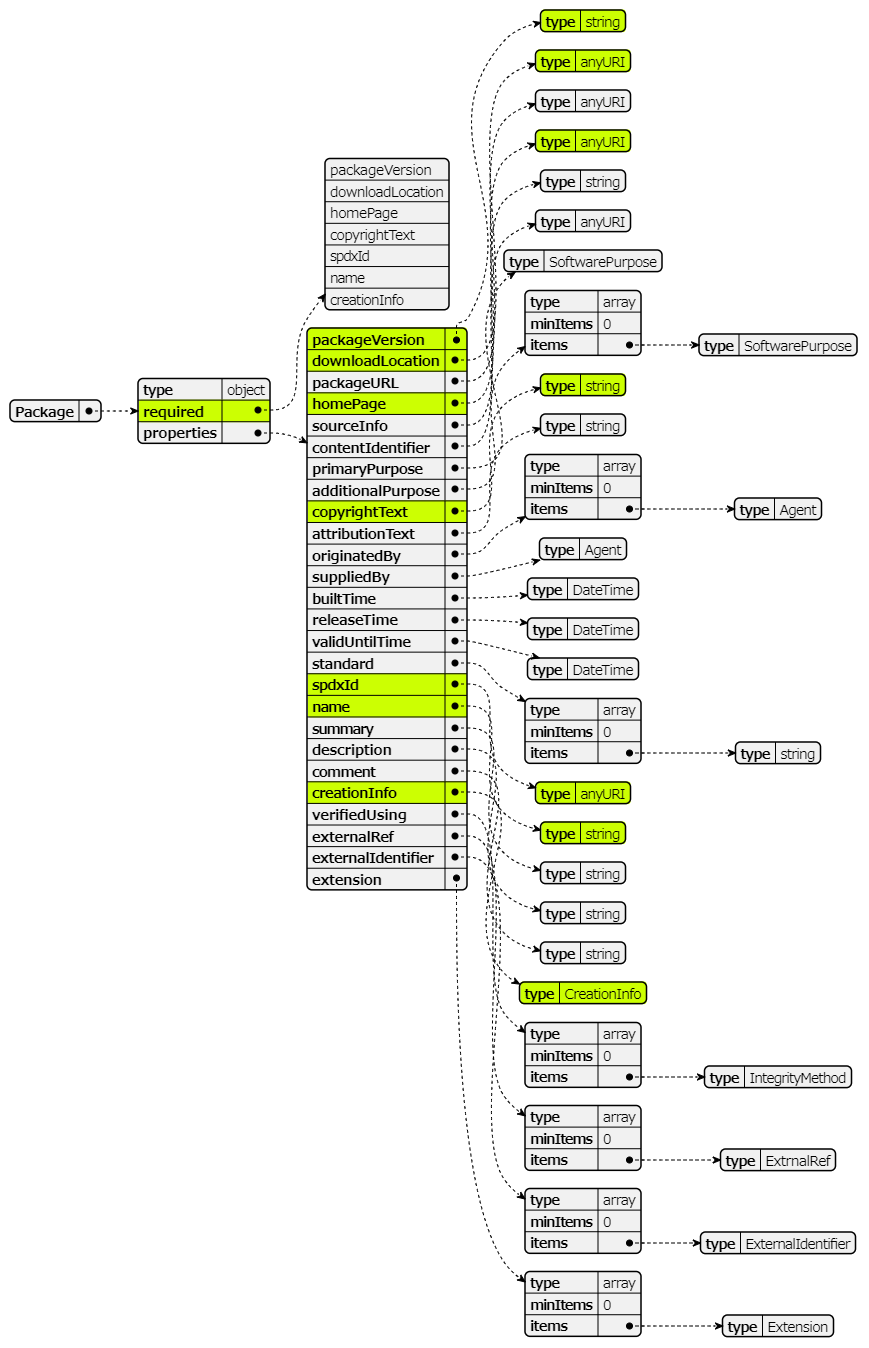 Package
type object
required
properties
packageVersion
downloadLocation
homePage
copyrightText
spdxId
name
creationInfo
packageVersion
downloadLocation
packageURL
homePage
sourceInfo
contentIdentifier
primaryPurpose
additionalPurpose
copyrightText
attributionText
originatedBy
suppliedBy
builtTime
releaseTime
validUntilTime
standard
spdxId
name
summary
description
comment
creationInfo
verifiedUsing
externalRef
externalIdentifier
extension
type string
type anyURI
type anyURI
type anyURI
type string
type anyURI
type SoftwarePurpose
type array
minItems 0
items
type SoftwarePurpose
type string
type string
type array
minItems 0
items
type Agent
type Agent
type DateTime
type DateTime
type DateTime
type array
minItems 0
items
type string
type anyURI
type string
type string
type string
type string
type CreationInfo
type array
minItems 0
items
type IntegrityMethod
type array
minItems 0
items
type ExtrnalRef
type array
minItems 0
items
type ExternalIdentifier
type array
minItems 0
items
type Extension